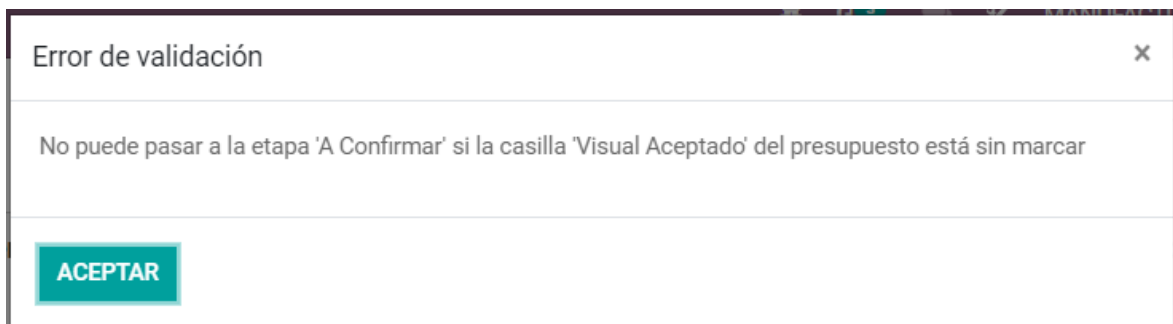 Error de validación
×
No puede pasar a la etapa 'A Confirmar' si la casilla 'Visual Aceptado' del presupuesto está sin marcar
ACEPTAR